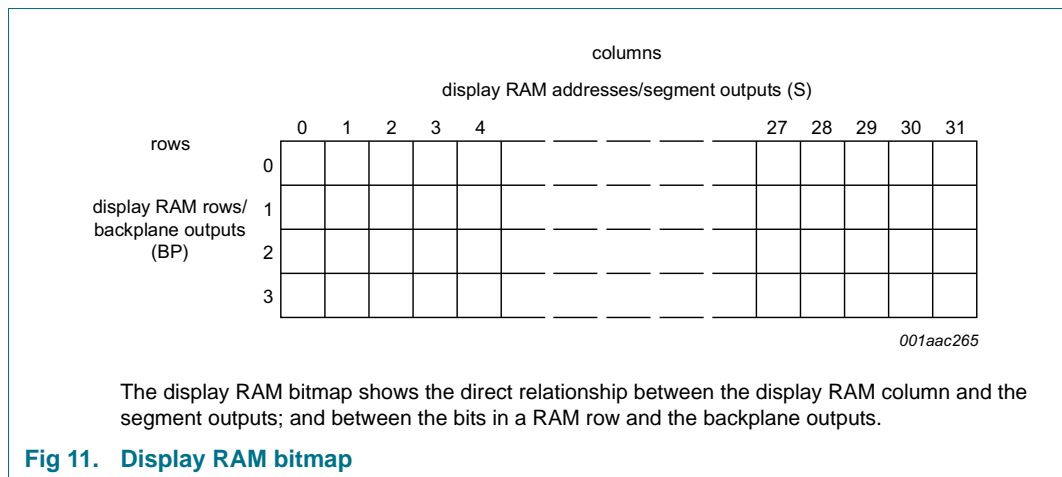 columns
display RAM addresses/segment outputs (S)
0 1 2 3 4 27 28 29 30 31
rows
0
display RAM rows/ 1
backplane outputs
(BP) 2
3
001aac265
The display RAM bitmap shows the direct relationship between the display RAM column and the
segment outputs; and between the bits in a RAM row and the backplane outputs.
Fig 11. Display RAM bitmap